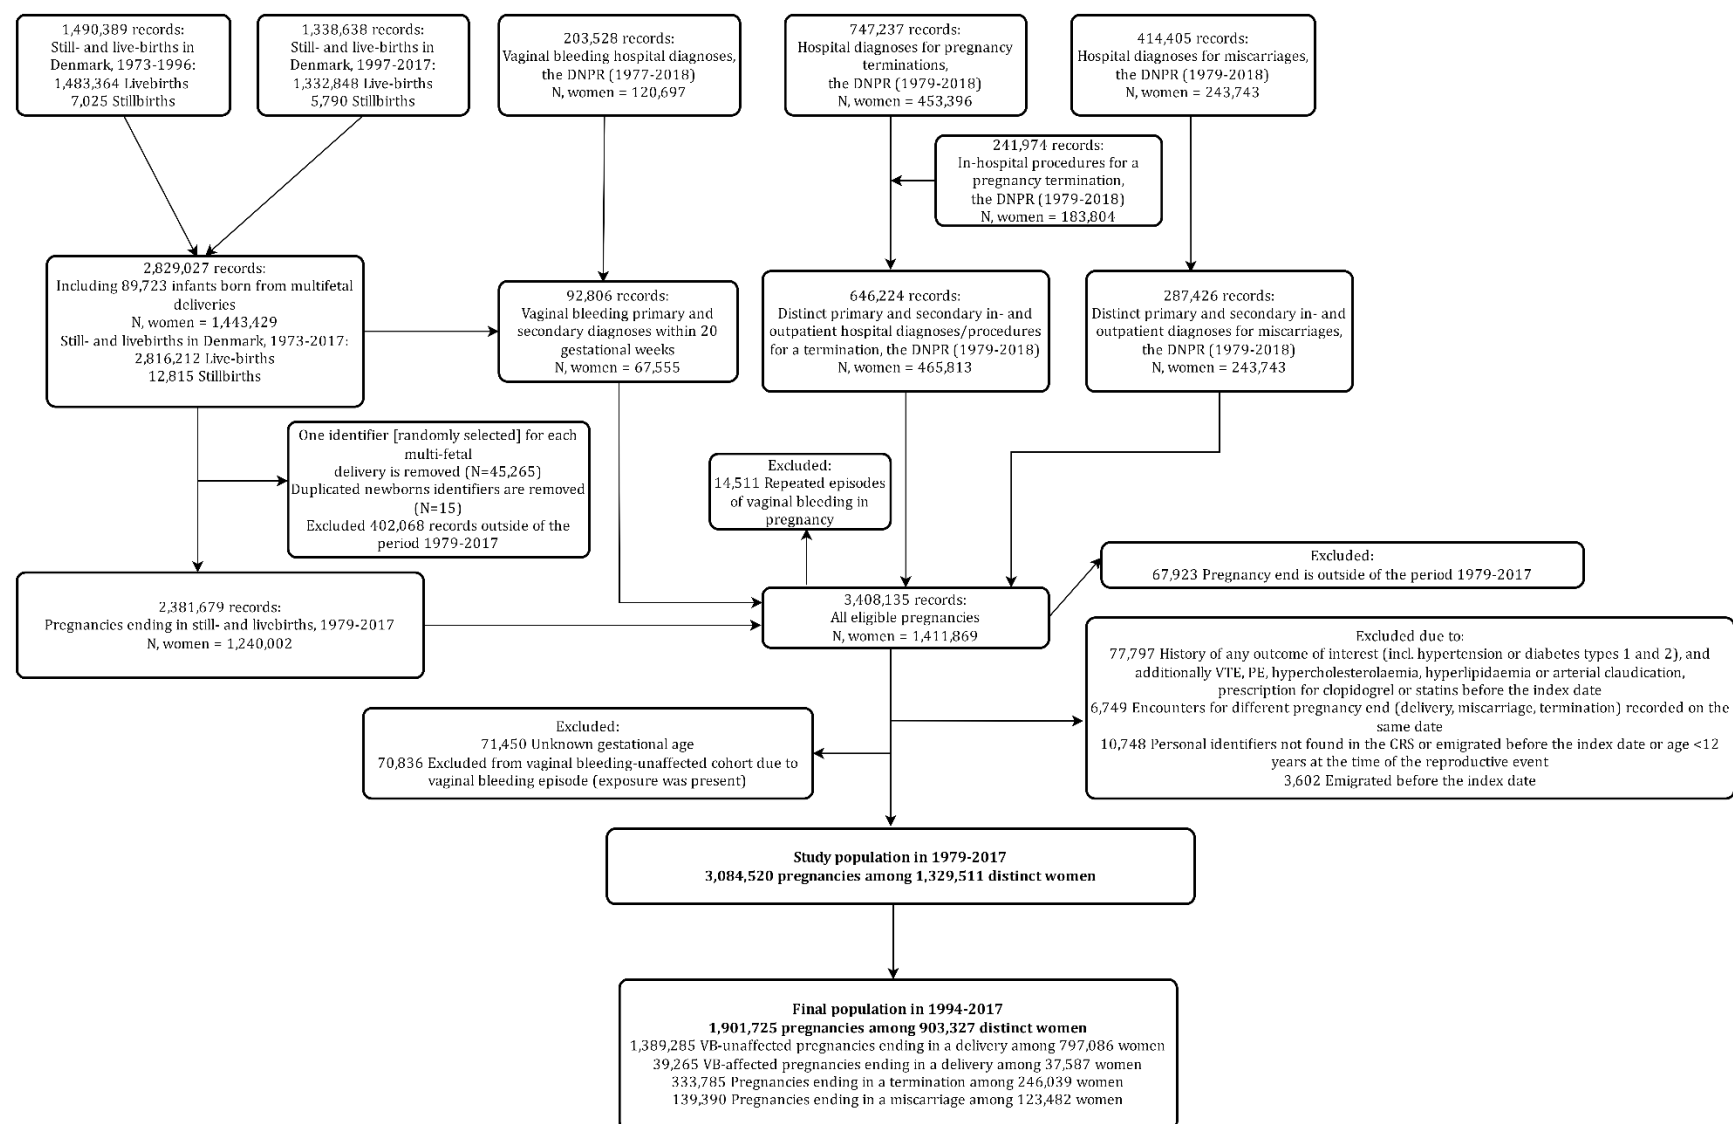 1,490,389 records:
Still- and live-births in
Denmark, 1973-1996:
1,483,364 Livebirths
7,025 Stillbirths
1,338,638 records:
Still- and live-births in
Denmark, 1997-2017:
1,332,848 Live-births
5,790 Stillbirths
203,528 records:
Vaginal bleeding hospital diagnoses,
the DNPR (1977-2018)
N, women = 120,697
747,237 records:
Hospital diagnoses for pregnancy
terminations,
the DNPR (1979-2018)
N, women = 453,396
414,405 records:
Hospital diagnoses for miscarriages,
the DNPR (1979-2018)
N, women = 243,743
241,974 records:
In-hospital procedures for a
pregnancy termination,
the DNPR (1979-2018)
N, women = 183,804
2,829,027 records:
Including 89,723 infants born from multifetal
deliveries
N, women = 1,443,429
Still- and livebirths in Denmark, 1973-2017:
2,816,212 Live-births
12,815 Stillbirths
92,806 records:
Vaginal bleeding primary and
secondary diagnoses within 20
gestational weeks
N, women = 67,555
646,224 records:
Distinct primary and secondary in- and
outpatient hospital diagnoses/procedures
for a termination, the DNPR (1979-2018)
N, women = 465,813
287,426 records:
Distinct primary and secondary in- and
outpatient diagnoses for miscarriages,
the DNPR (1979-2018)
N, women = 243,743
One identifier [randomly selected] for each
multi-fetal
delivery is removed (N=45,265)
Duplicated newborns identifiers are removed
(N=15)
Excluded 402,068 records outside of the
period 1979-2017
Excluded:
14,511 Repeated episodes
of vaginal bleeding in
pregnancy
Excluded:
67,923 Pregnancy end is outside of the period 1979-2017
2,381,679 records:
Pregnancies ending in still- and livebirths, 1979-2017
N, women = 1,240,002
3,408,135 records:
All eligible pregnancies
N, women = 1,411,869
Excluded due to:
77,797 History of any outcome of interest (incl. hypertension or diabetes types 1 and 2), and
additionally VTE, PE, hypercholesterolaemia, hyperlipidaemia or arterial claudication,
prescription for clopidogrel or statins before the index date
6,749 Encounters for different pregnancy end (delivery, miscarriage, termination) recorded on the
same date
10,748 Personal identifiers not found in the CRS or emigrated before the index date or age <12
years at the time of the reproductive event
3,602 Emigrated before the index date
Excluded:
71,450 Unknown gestational age
70,836 Excluded from vaginal bleeding-unaffected cohort due to
vaginal bleeding episode (exposure was present)
Study population in 1979-2017
3,084,520 pregnancies among 1,329,511 distinct women
Final population in 1994-2017
1,901,725 pregnancies among 903,327 distinct women
1,389,285 VB-unaffected pregnancies ending in a delivery among 797,086 women
39,265 VB-affected pregnancies ending in a delivery among 37,587 women
333,785 Pregnancies ending in a termination among 246,039 women
139,390 Pregnancies ending in a miscarriage among 123,482 women